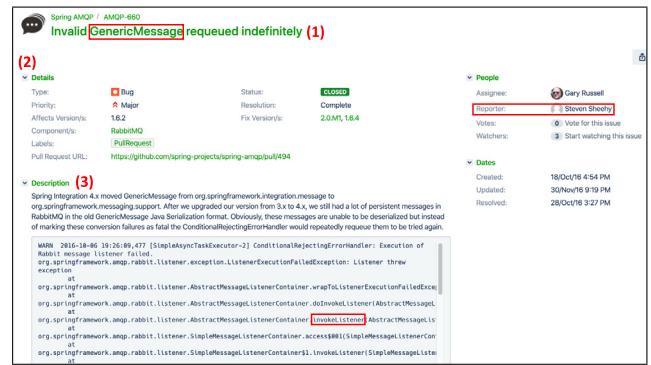 Spring AMQP / AMQP-660
Invalid GenericMessage requeued indefinitely (1)
(2)
Details
Type: Bug Status: CLOSED
Priority: Major Resolution: Complete
Affects Version/s: 1.6.2 Fix Version/s: 2.0.M1, 1.6.4
Component/s: RabbitMQ
Labels: PullRequest
Pull Request URL: https://github.com/spring-projects/spring-amqp/pull/494
People
Assignee: Gary Russell
Reporter: Steven Sheehy
Votes: 0 Vote for this issue
Watchers: 3 Start watching this issue
Dates
Created: 18/Oct/16 4:54 PM
Updated: 30/Nov/16 9:19 PM
Resolved: 28/Oct/16 3:27 PM
Description (3)
Spring Integration 4.x moved GenericMessage from org.springframework.integration.message to
org.springframework.messaging.support. After we upgraded our version from 3.x to 4.x, we still had a lot of persistent messages in
RabbitMQ in the old GenericMessage Java Serialization format. Obviously, these messages are unable to be deserialized but instead
of marking these conversion failures as fatal the ConditionalRejectingErrorHandler would repeatedly requeue them to be tried again.
WARN 2016-10-06 19:26:09,477 [SimpleAsyncTaskExecutor-2] ConditionalRejectingErrorHandler: Execution of
Rabbit message listener failed.
org.springframework.amqp.rabbit.listener.exception.ListenerExecutionFailedException: Listener threw
exception
at
org.springframework.amqp.rabbit.listener.AbstractMessageListenerContainer.wrapToListenerExecutionFailedExce
at
org.springframework.amqp.rabbit.listener.AbstractMessageListenerContainer.doInvokeListener(AbstractMessageL
at
org.springframework.amqp.rabbit.listener.AbstractMessageListenerContainer.invokeListener(AbstractMessageLis
at
org.springframework.amqp.rabbit.listener.SimpleMessageListenerContainer.access$001(SimpleMessageListenerCon
at
org.springframework.amqp.rabbit.listener.SimpleMessageListenerContainer$1.invokeListener(SimpleMessageListe
at